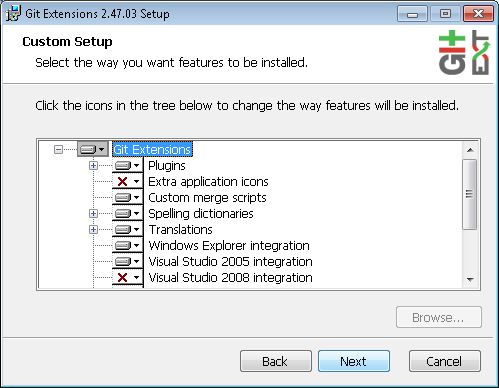 Git Extensions 2.47.03 Setup
Custom Setup
Select the way you want features to be installed.
Git
Ext
Click the icons in the tree below to change the way features will be installed.
Git Extensions
Plugins
Extra application icons
Custom merge scripts
Spelling dictionaries
Translations
Windows Explorer integration
Visual Studio 2005 integration
Visual Studio 2008 integration
Browse...
Back Next Cancel